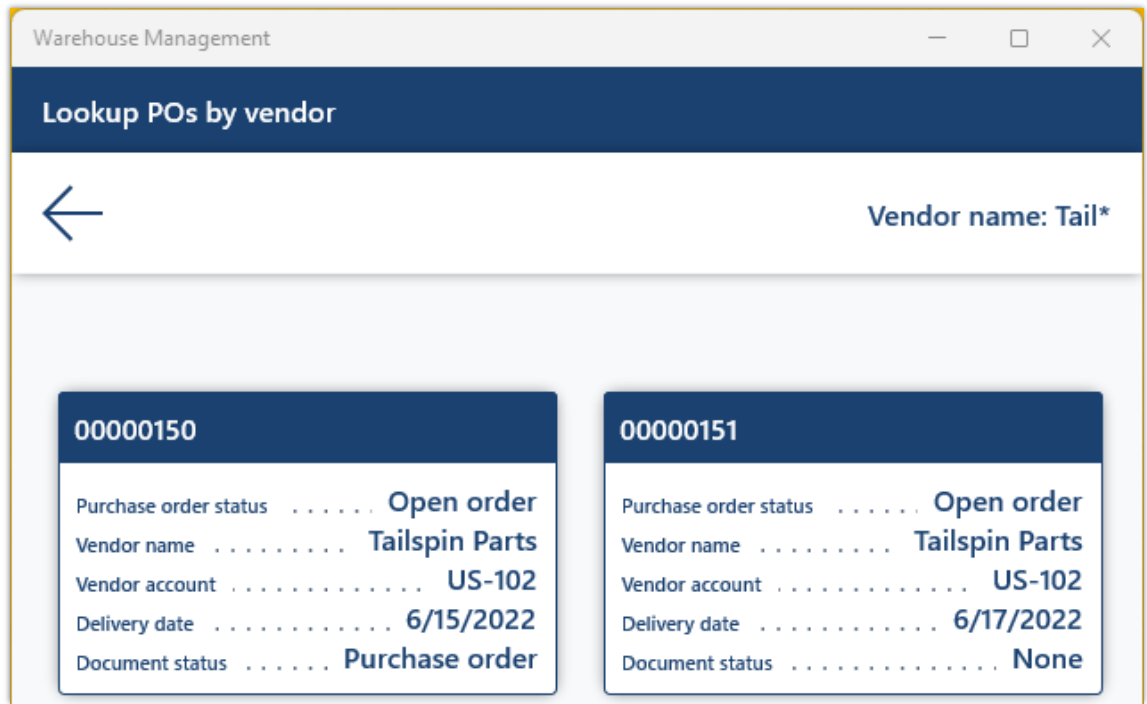 Warehouse Management
Lookup POs by vendor
Vendor name: Tail*
00000150
Purchase order status . . . . . . Open order
Vendor name . . . . . . . . . Tailspin Parts
Vendor account . . . . . . . . . . . . . US-102
Delivery date . . . . . . . . . . . . 6/15/2022
Document status . . . . . . Purchase order
00000151
Purchase order status . . . . . . Open order
Vendor name . . . . . . . . . Tailspin Parts
Vendor account . . . . . . . . . . . . . US-102
Delivery date . . . . . . . . . . . . 6/17/2022
Document status . . . . . . . . . . . . . . None